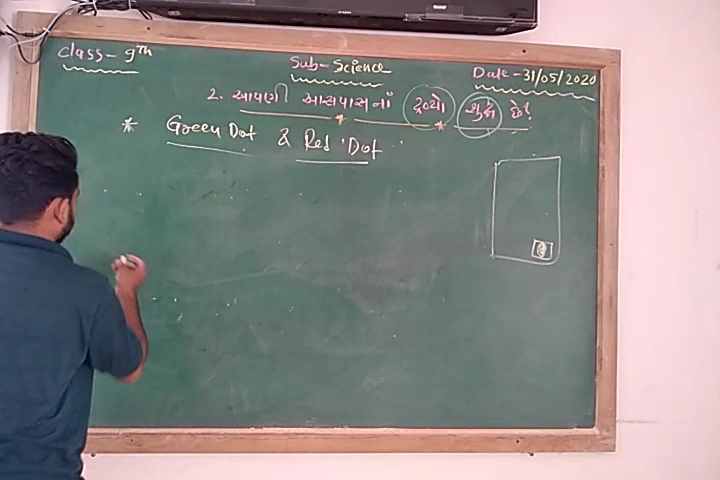 Class - 9th
Sub - Science
Date - 31/05/2020
2. આપણી આસપાસનાં દ્રવ્યો શુદ્ધ છે?
* Green Dot & Red 'Dot'